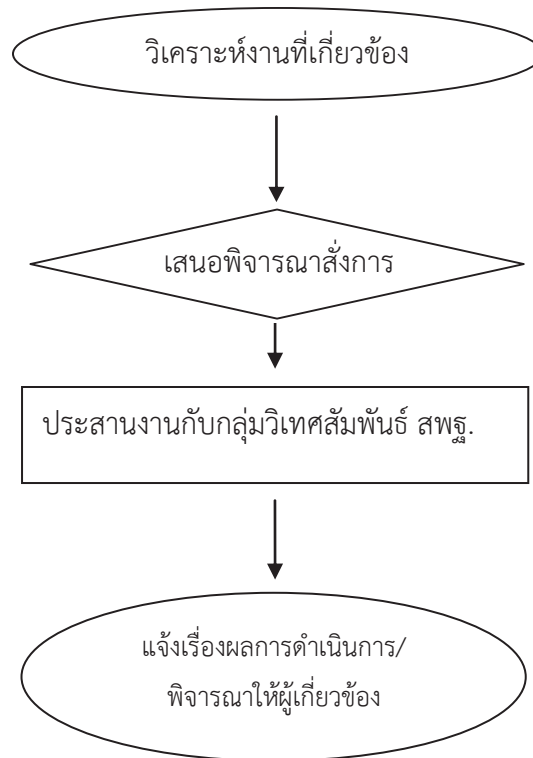 วิเคราะห์งานที่เกี่ยวข้อง
เสนอพิจารณาสั่งการ
ประสานงานกับกลุ่มวิเทศสัมพันธ์ สพฐ.
แจ้งเรื่องผลการดำเนินการ/
พิจารณาให้ผู้เกี่ยวข้อง